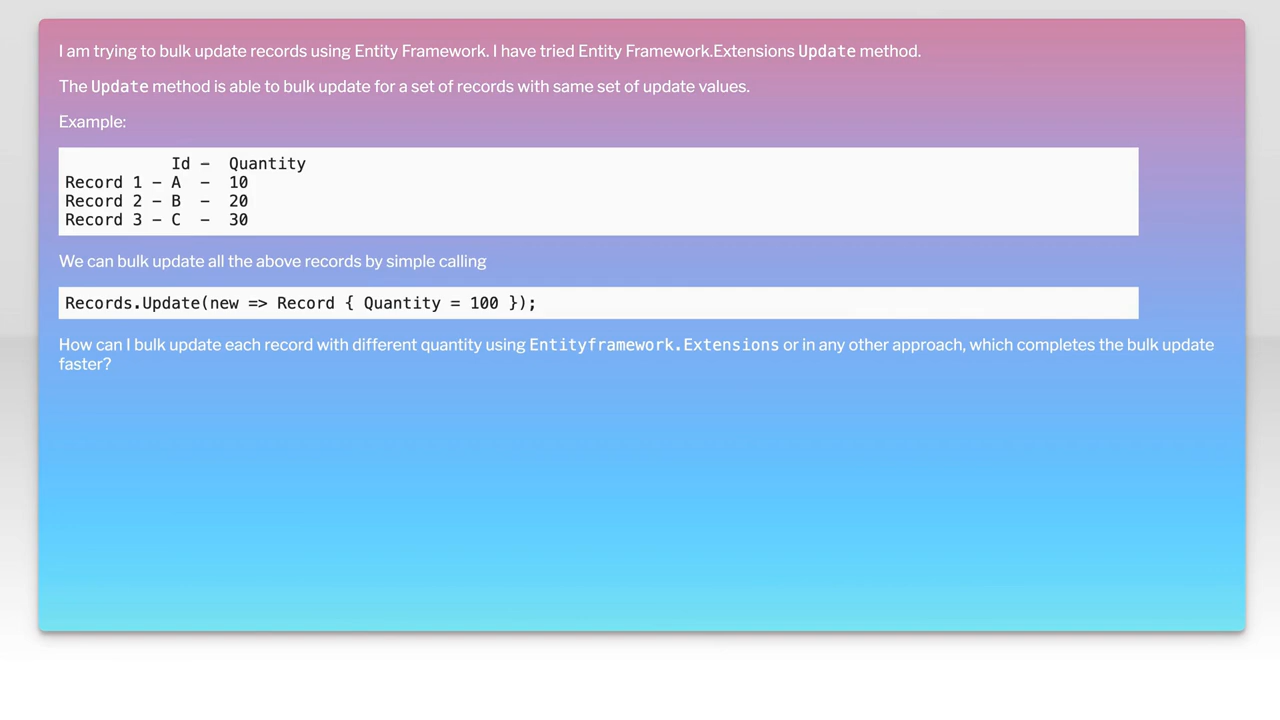 I am trying to bulk update records using Entity Framework. I have tried Entity Framework.Extensions Update method.
The Update method is able to bulk update for a set of records with same set of update values.
Example:
Id - Quantity
Record 1 - A - 10
Record 2 - B - 20
Record 3 - C - 30
We can bulk update all the above records by simple calling
Records.Update(new => Record { Quantity = 100 });
How can I bulk update each record with different quantity using Entityframework.Extensions or in any other approach, which completes the bulk update
faster?